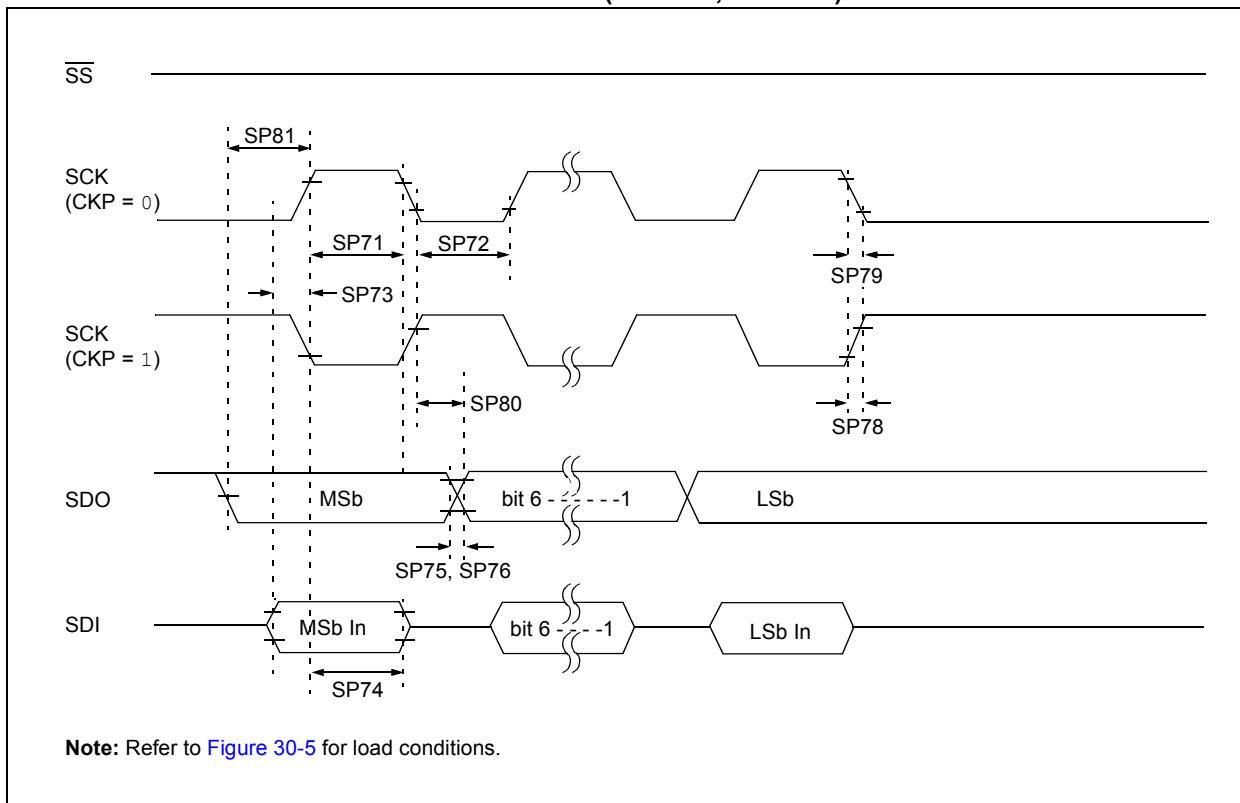 SS
SP81
SCK
(CKP = 0)
SP71
SP72
SP79
SP73
SCK
(CKP = 1)
SP80
SP78
SDO
MSb
bit 6 - - - - - -1
LSb
SP75, SP76
SDI
MSb In
bit 6 - - - -1
LSb In
SP74
Note: Refer to Figure 30-5 for load conditions.